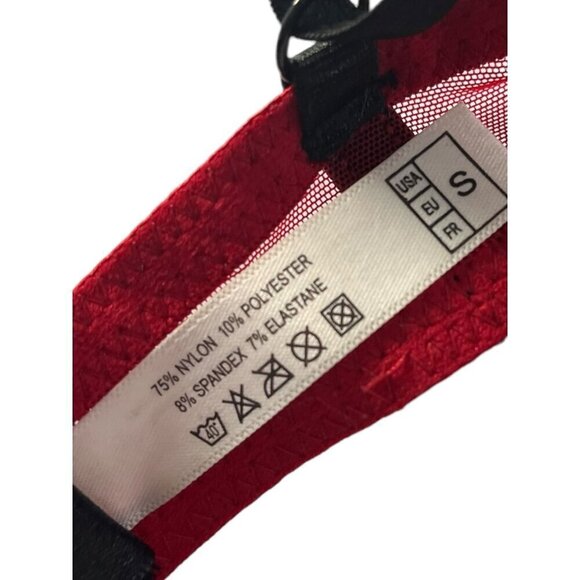 USA
EU
FR
S
75% NYLON 10% POLYESTER
8% SPANDEX 7% ELASTANE
40°